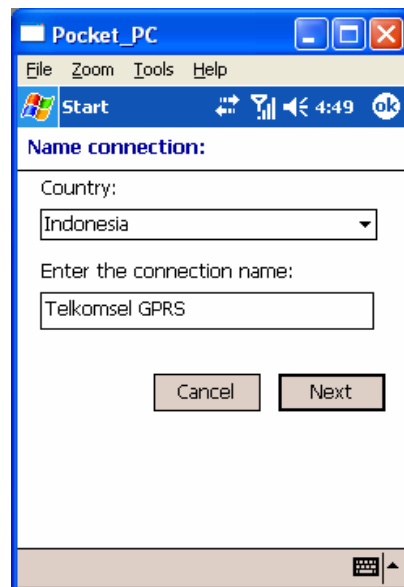 Pocket_PC
File Zoom Tools Help
Start 4:49 ok
Name connection:
Country:
Indonesia
Enter the connection name:
Telkomsel GPRS
Cancel Next